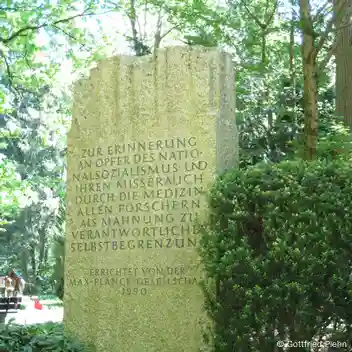 ZUR ERINNERUNG
AN OPFER DES NATIO-
NALSOZIALISMUS UND
IHREN MISSBRAUCH
DURCH DIE MEDIZIN
ALLEN FORSCHERN
ALS MAHNUNG ZU
VERANTWORTLICHER
SELBSTBEGRENZUNG
ERRICHTET VON DER
MAX-PLANCK GESELLSCHAFT
1990
© Gottfried Piehn